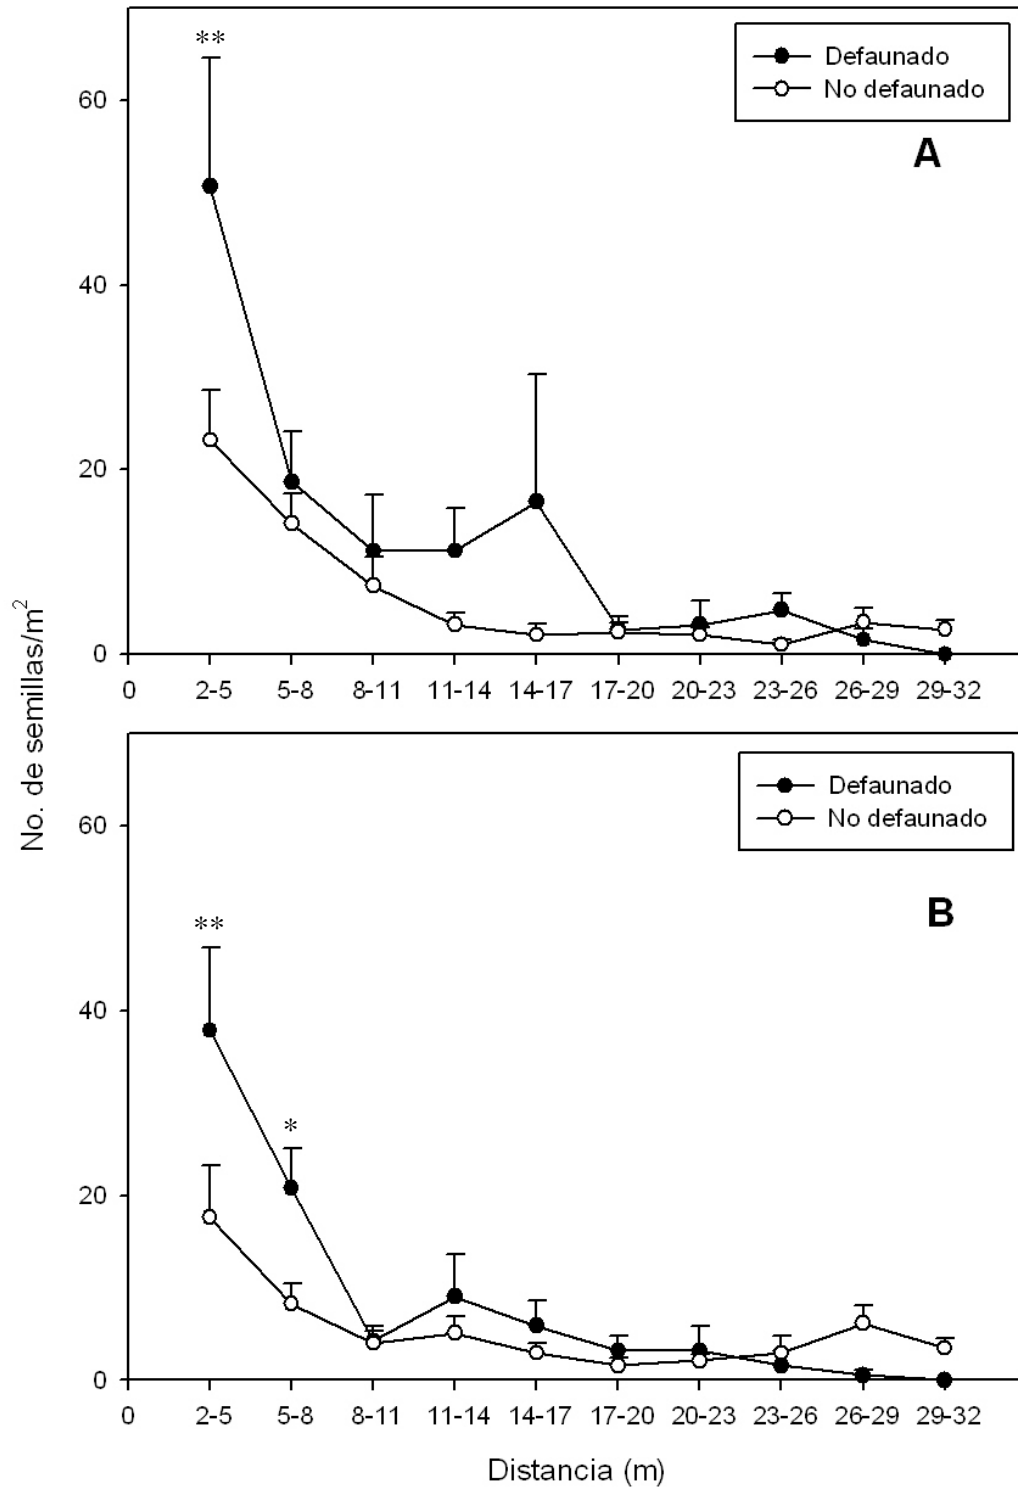 **
Defaunado
No defaunado
A
60
40
20
0
0 2-5 5-8 8-11 11-14 14-17 17-20 20-23 23-26 26-29 29-32
No. de semillas/m²
Defaunado
No defaunado
B
60
**
40
*
20
0
0 2-5 5-8 8-11 11-14 14-17 17-20 20-23 23-26 26-29 29-32
Distancia (m)